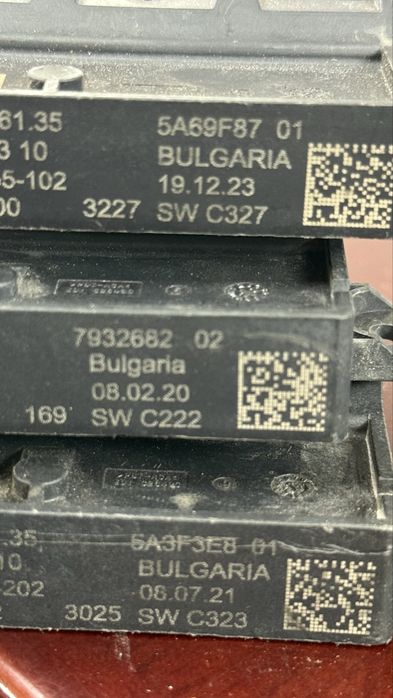 61.35 5A69F87 01
3 10 BULGARIA
5-102 19.12.23
00 3227 SW C327
7932682 02
Bulgaria
08.02.20
169 SW C222
.35 5A3F3E8 01
10 BULGARIA
-202 08.07.21
3025 SW C323